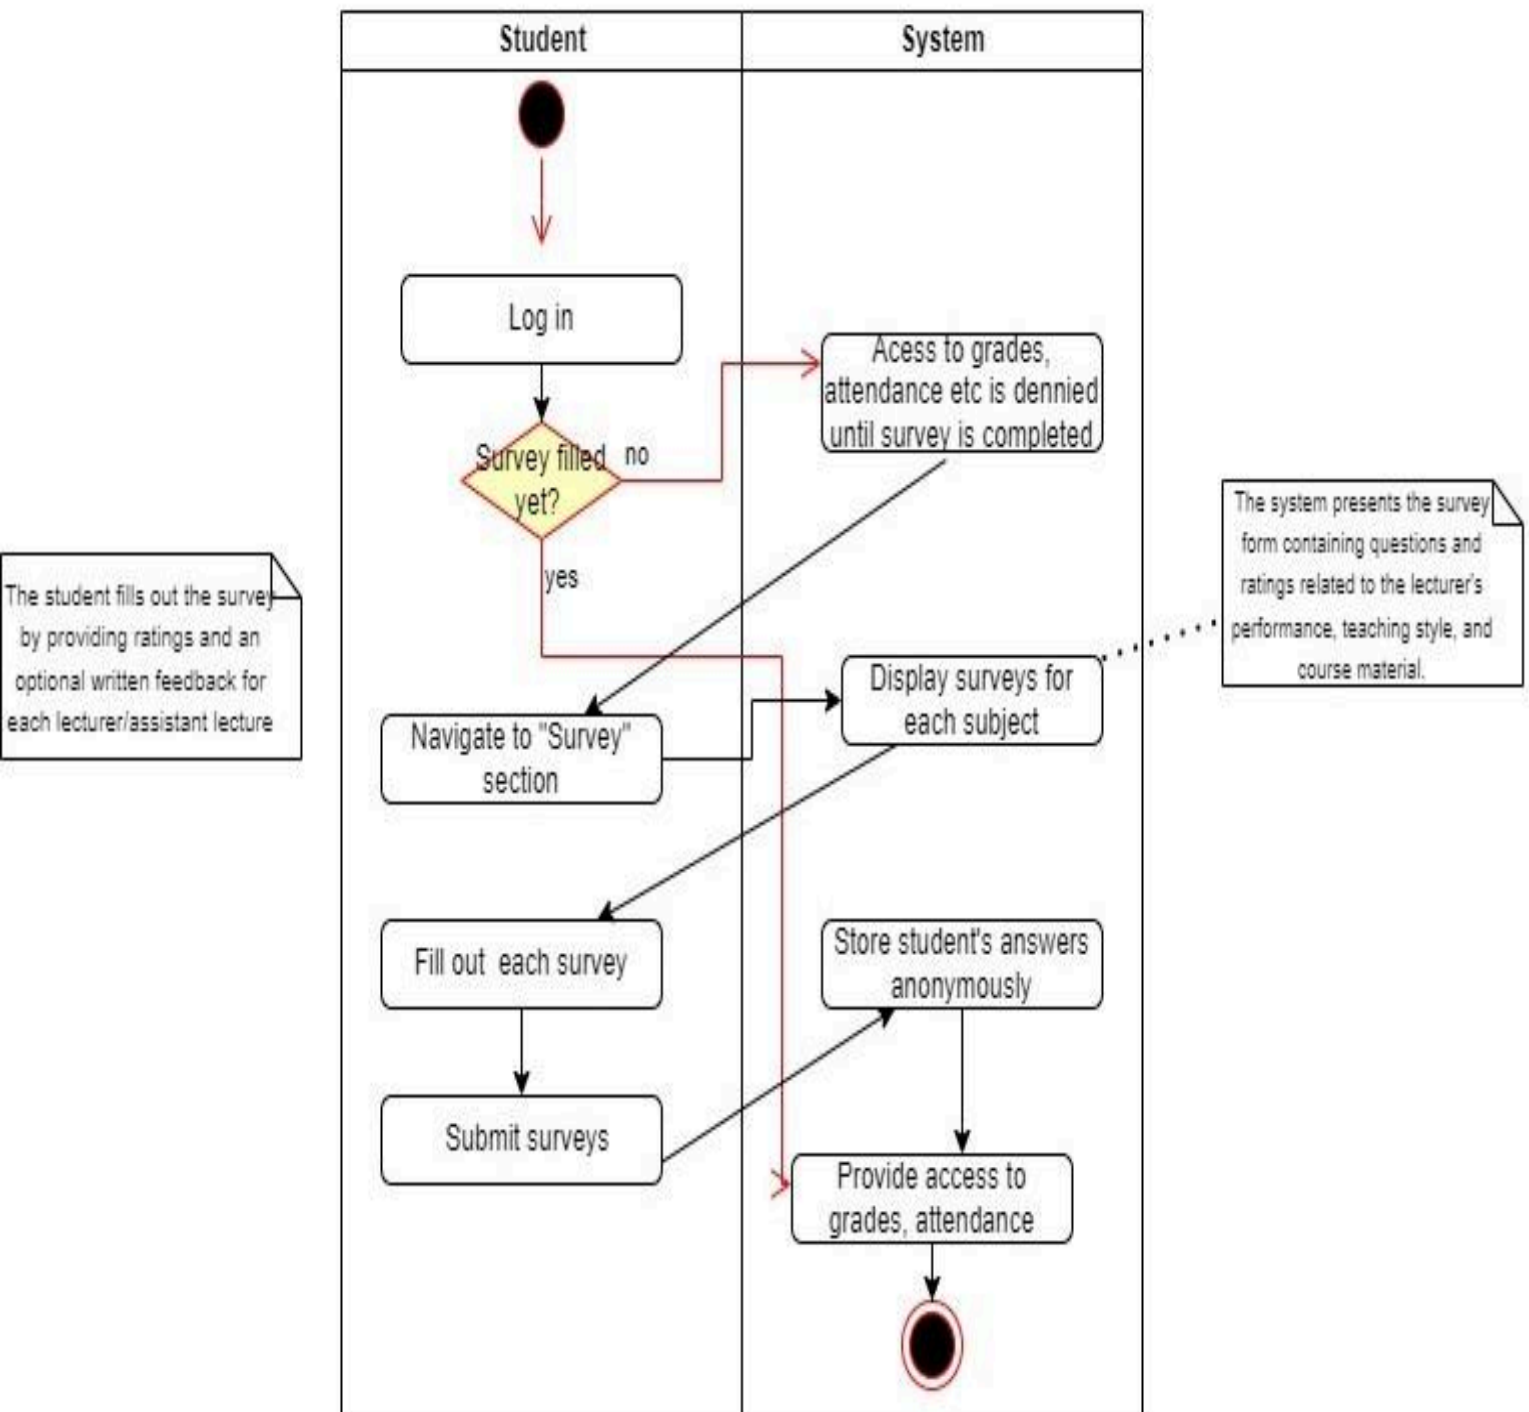 Student
System
Log in
Acess to grades,
attendance etc is dennied
until survey is completed
Survey filled
yet?
no
yes
The system presents the survey
form containing questions and
ratings related to the lecturer's
performance, teaching style, and
course material.
The student fills out the survey
by providing ratings and an
optional written feedback for
each lecturer/assistant lecture
Display surveys for
each subject
Navigate to "Survey"
section
Fill out each survey
Store student's answers
anonymously
Submit surveys
Provide access to
grades, attendance